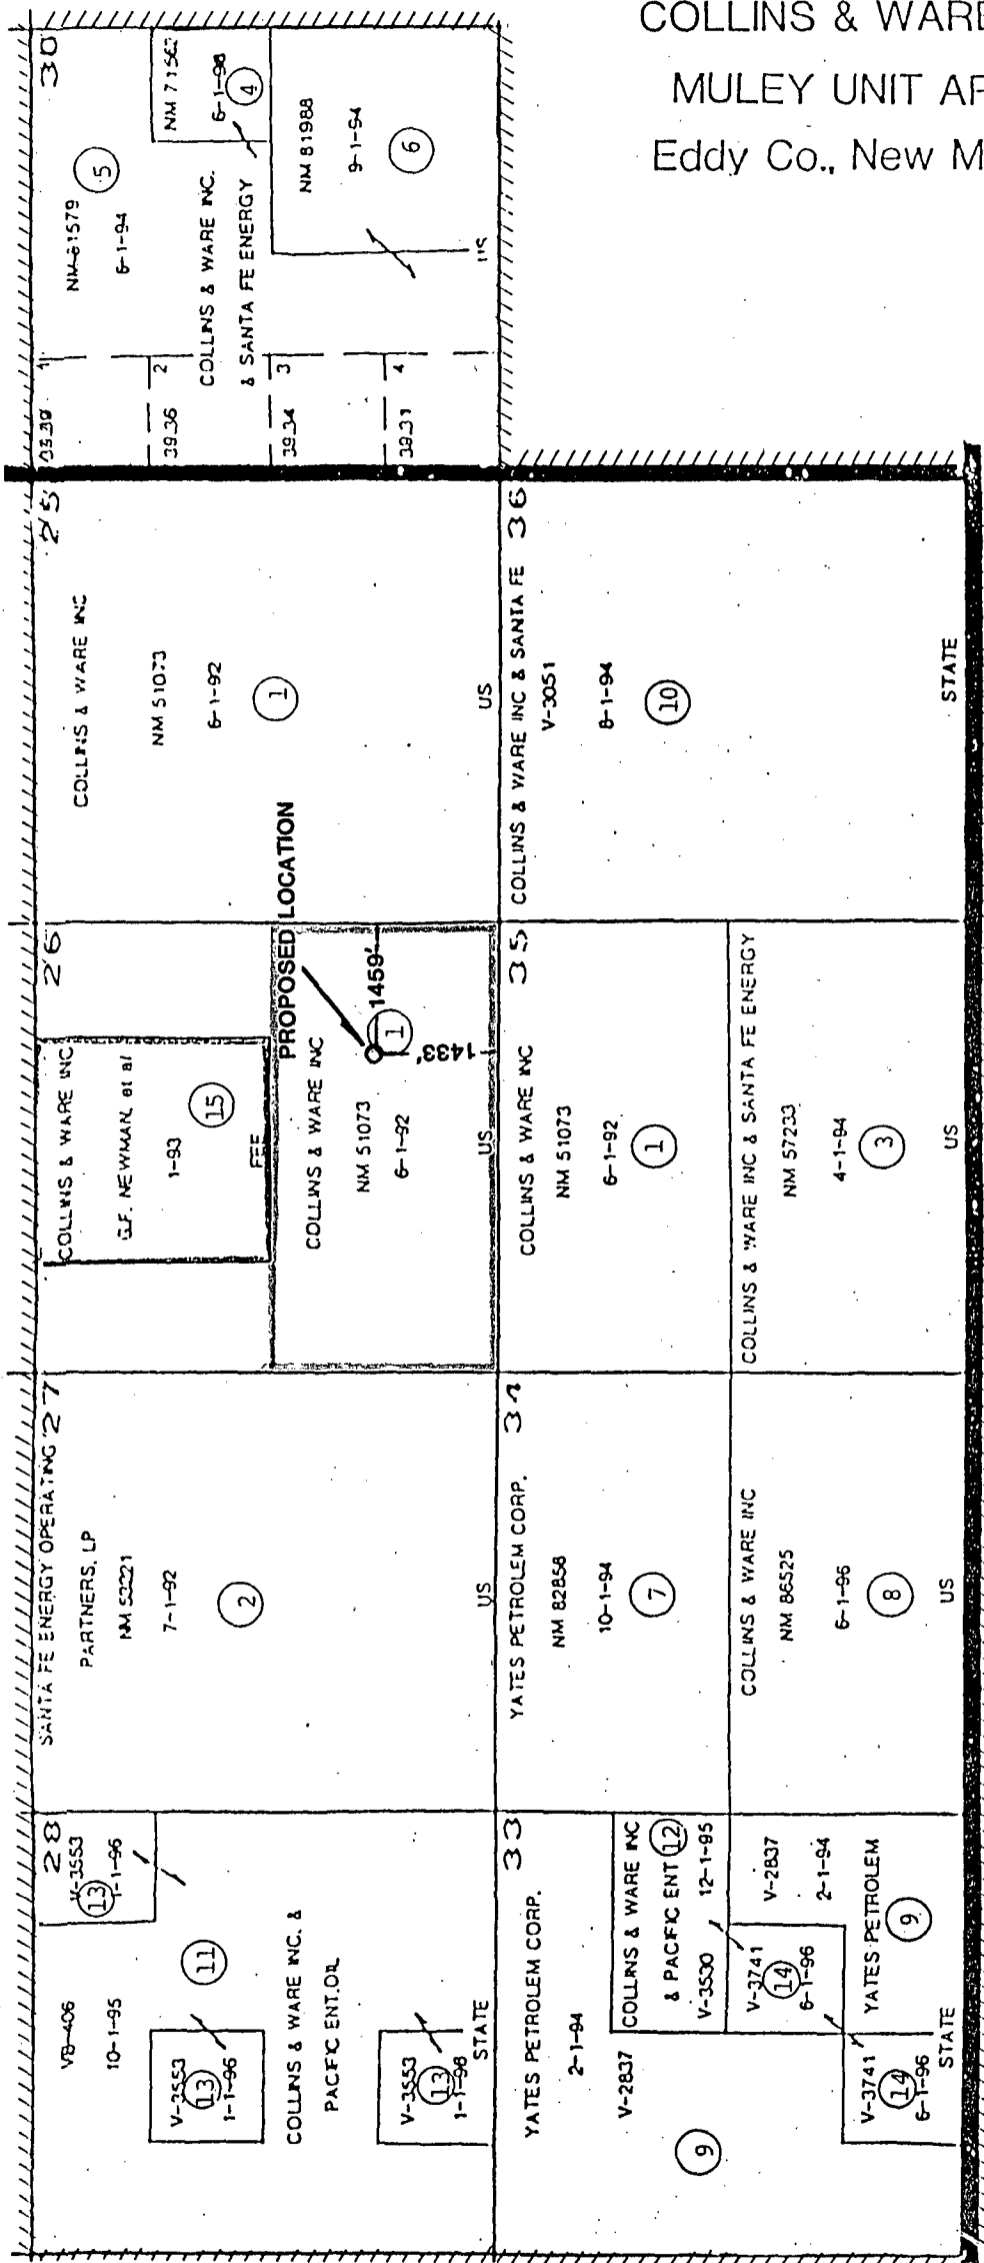 COLLINS & WARE
MULEY UNIT AR
Eddy Co., New M
28
V-3553
13
1-1-96
VB-406
10-1-95
11
V-3553
13
1-1-96
COLLINS & WARE INC. &
PACIFIC ENT.OIL
V-3553
13
1-1-96
STATE
SANTA FE ENERGY OPERATING
27
PARTNERS, LP
7-1-92
2
US
26
COLLINS & WARE INC
G.F. NEWMAN, et al
1-93
15
FEE
PROPOSED LOCATION
COLLINS & WARE INC
1459'
1
1433'
NM 51073
6-1-92
US
25
COLLINS & WARE INC
NM 51073
6-1-92
1
US
30
NM-81579
5
6-1-94
NM 71562
6-1-98
4
COLLINS & WARE INC.
& SANTA FE ENERGY
NM 81988
9-1-94
6
US
1
39.36
2
39.34
3
39.31
4
33
YATES PETROLEM CORP.
2-1-94
V-2837
9
COLLINS & WARE INC
& PACIFIC ENT
12
V-3530 12-1-95
V-2837
2-1-94
V-3741
14
6-1-96
YATES PETROLEM
9
V-3741
14
6-1-96
STATE
34
YATES PETROLEM CORP.
NM 82858
10-1-94
7
COLLINS & WARE INC
NM 86525
6-1-96
8
US
35
COLLINS & WARE INC
NM 51073
6-1-92
1
COLLINS & WARE INC & SANTA FE ENERGY
NM 57233
4-1-94
3
US
36
COLLINS & WARE INC & SANTA FE
V-3051
8-1-94
10
STATE